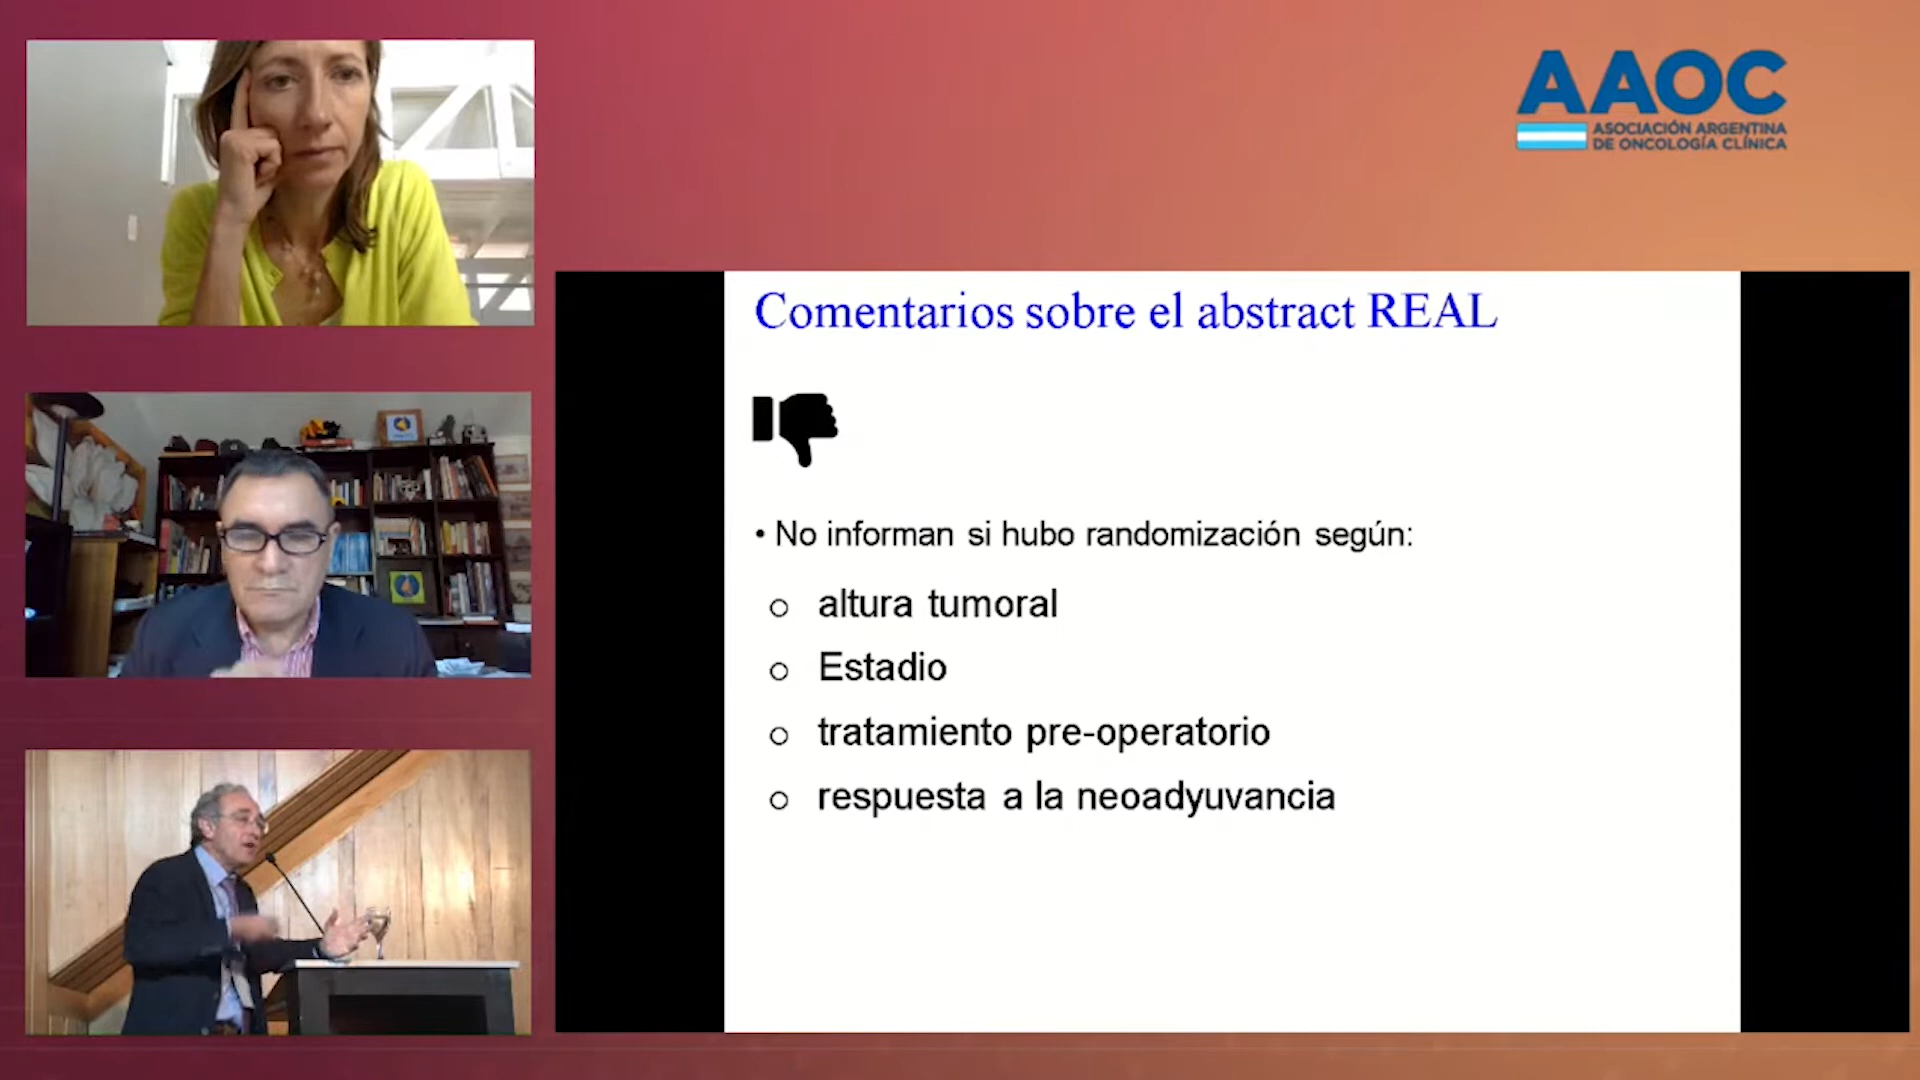 AAOC
ASOCIACIÓN ARGENTINA
DE ONCOLOGÍA CLÍNICA
Comentarios sobre el abstract REAL
• No informan si hubo randomización según:
o altura tumoral
o Estadio
o tratamiento pre-operatorio
o respuesta a la neoadyuvancia